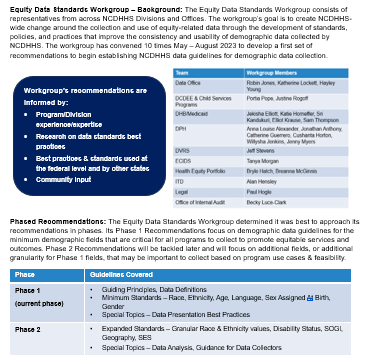 Equity Data Standards Workgroup – Background: The Equity Data Standards Workgroup consists of
representatives from across NCDHHS Divisions and Offices. The workgroup's goal is to create NCDHHS-
wide change around the collection and use of equity-related data through the development of standards,
policies, and practices that improve the consistency and usability of demographic data collected by
NCDHHS. The workgroup has convened 10 times May – August 2023 to develop a first set of
recommendations to begin establishing NCDHHS data guidelines for demographic data collection.
Workgroup's recommendations are
informed by:
• Program/Division
experience/expertise
• Research on data standards best
practices
• Best practices & standards used at
the federal level and by other states
• Community input
Team Workgroup Members
Data Office Robin Jones, Katherine Lockett, Hayley
Young
DCDEE & Child Services
Programs Portia Pope, Justine Rogoff
DHB/Medicaid Jakesha Elliott, Katie Horneffer, Sri
Kandukuri, Elliot Krause, Sam Thompson
DPH Anna Louise Alexander, Jonathan Anthony,
Catherine Guerrero, Cushanta Horton,
Willysha Jenkins, Jenny Myers
DVRS Jeff Stevens
ECIDS Tanya Morgan
Health Equity Portfolio Bryle Hatch, Breanna McGinnis
ITD Alan Hensley
Legal Paul Hogle
Office of Internal Audit Becky Luce-Clark
Phased Recommendations: The Equity Data Standards Workgroup determined it was best to approach its
recommendations in phases. Its Phase 1 Recommendations focus on demographic data guidelines for the
minimum demographic fields that are critical for all programs to collect to promote equitable services and
outcomes. Phase 2 Recommendations will be tackled later and will focus on additional fields, or additional
granularity for Phase 1 fields, that may be important to collect based on program use cases & feasibility.
Phase Guidelines Covered
Phase 1
(current phase)
• Guiding Principles, Data Definitions
• Minimum Standards – Race, Ethnicity, Age, Language, Sex Assigned At Birth,
Gender
• Special Topics – Data Presentation Best Practices
Phase 2
• Expanded Standards – Granular Race & Ethnicity values, Disability Status, SOGI,
Geography, SES
• Special Topics – Data Analysis, Guidance for Data Collectors